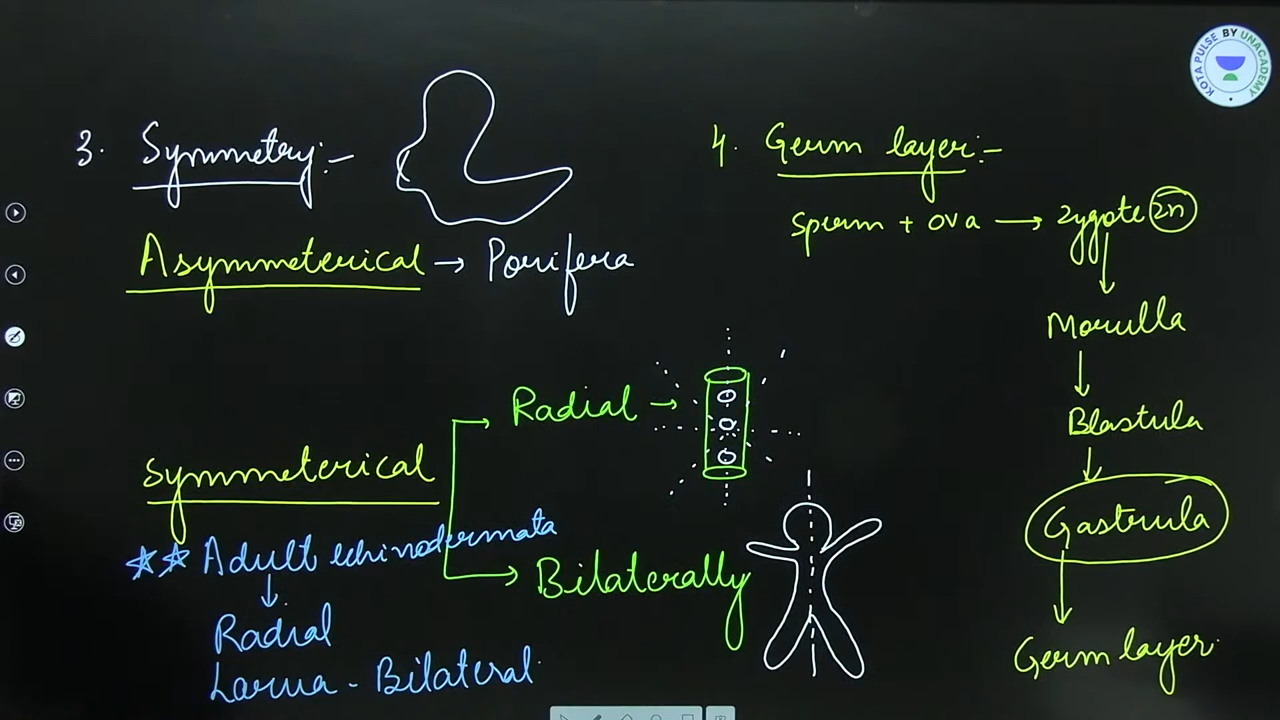 KOTA PULSE BY UNACADEMY
3. Symmetry:-
Asymmeterical → Porifera
Symmeterical
Radial →
Bilaterally
★★ Adult echinodermata
↓
Radial
Larva - Bilateral
4. Germ layer:-
Sperm + ova → zygote 2n
↓
Morulla
↓
Blastula
↓
Gastrula
↓
Germ layer.